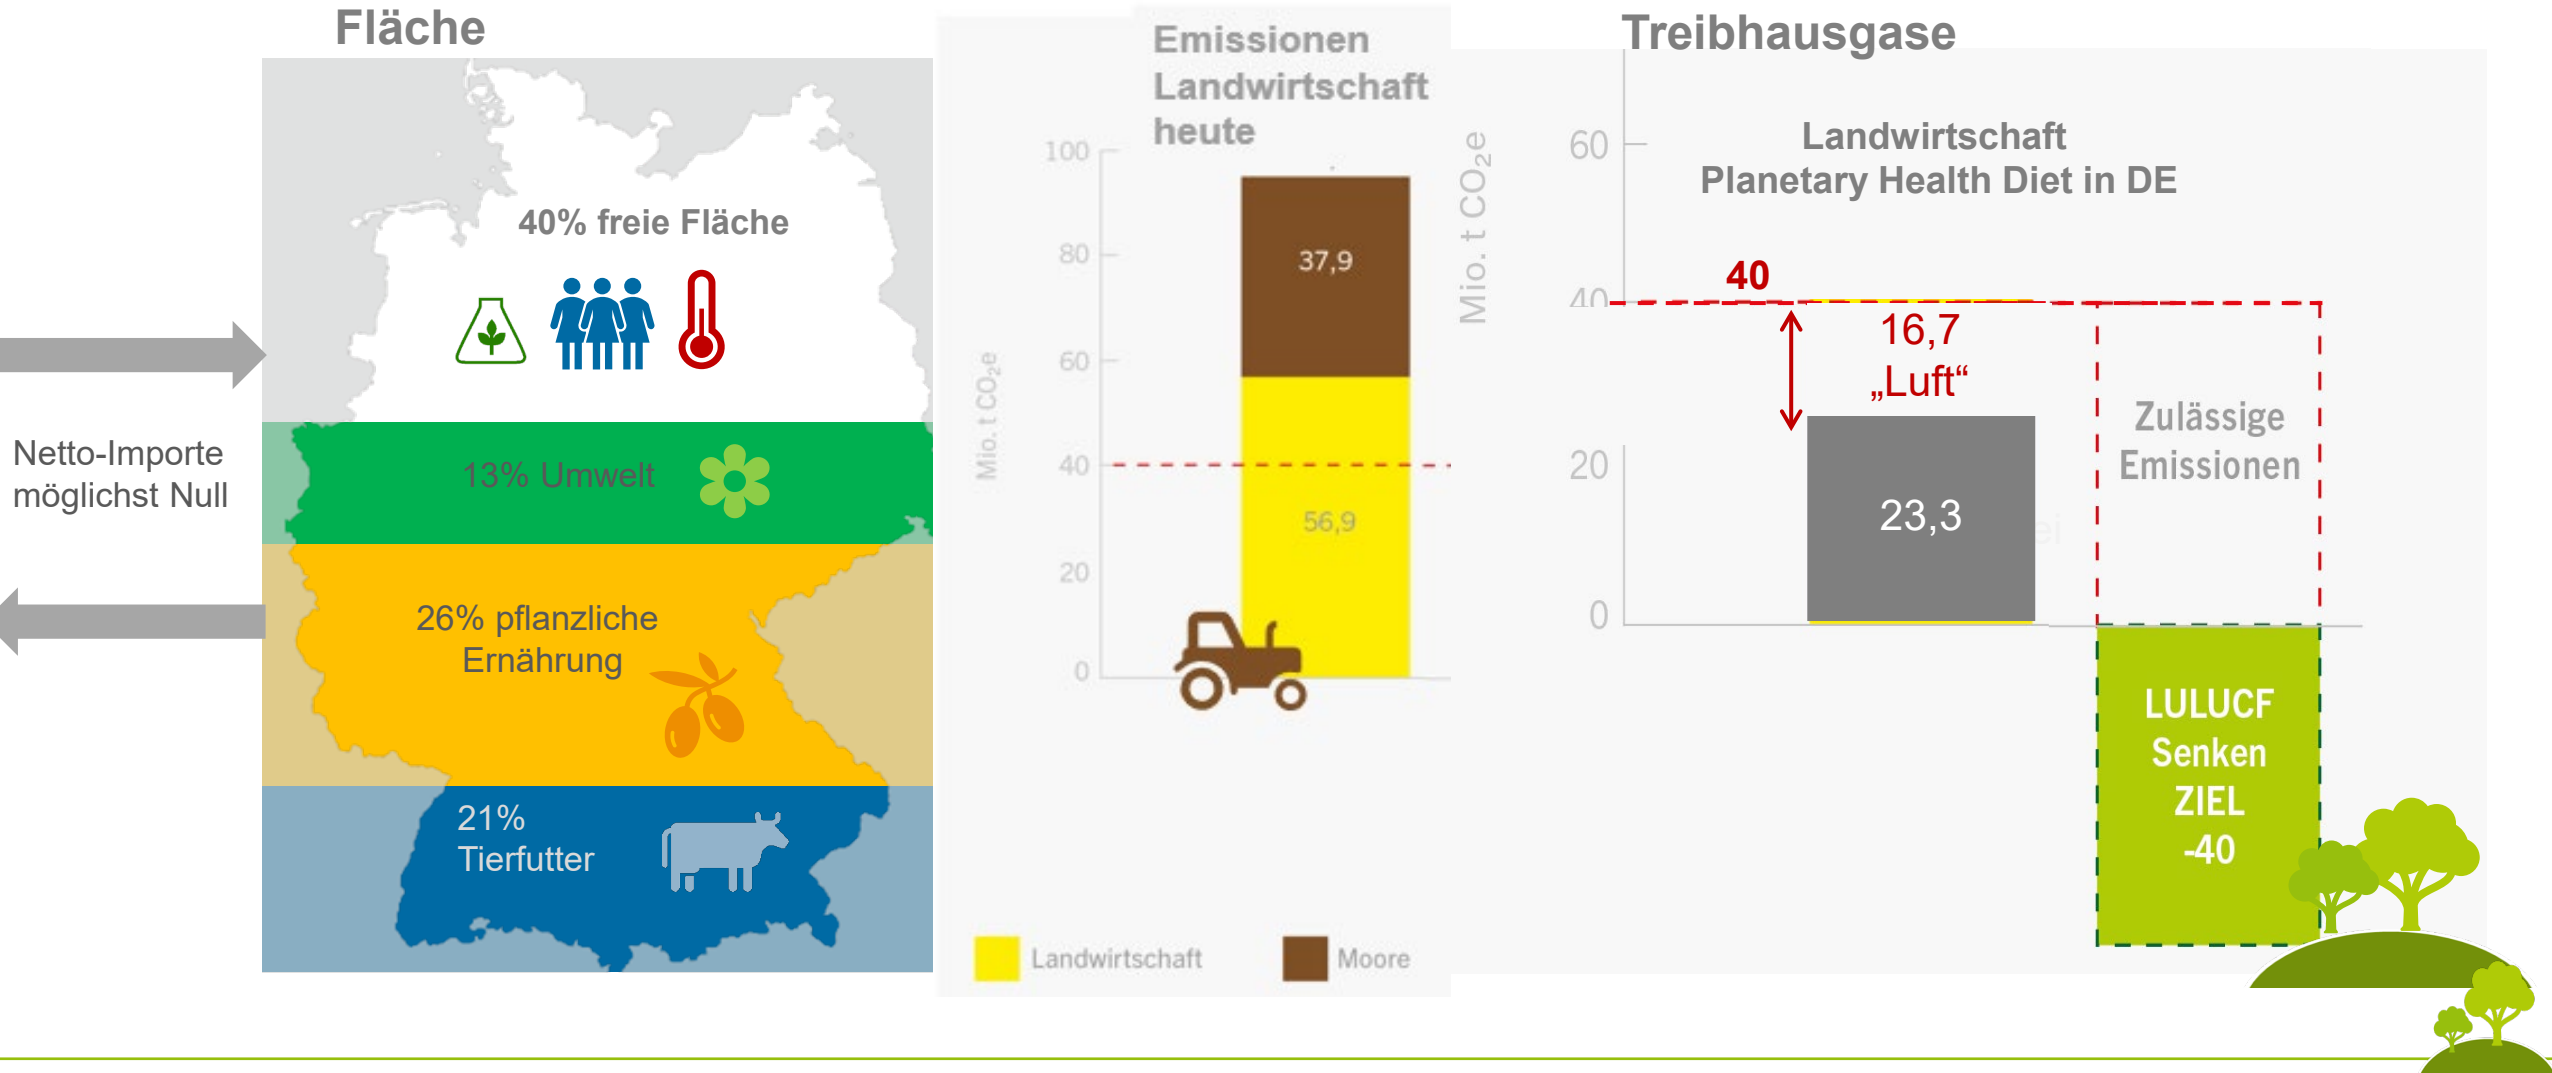 Fläche
40% freie Fläche
13% Umwelt
26% pflanzliche
Ernährung
21%
Tierfutter
Netto-Importe
möglichst Null
Emissionen
Landwirtschaft
heute
Mio. t CO₂e
100
80
60
40
20
0
37,9
56,9
Landwirtschaft
Moore
Treibhausgase
Mio. t CO₂e
60
40
20
0
Landwirtschaft
Planetary Health Diet in DE
40
16,7
„Luft“
23,3
Zulässige
Emissionen
ei
LULUCF
Senken
ZIEL
-40